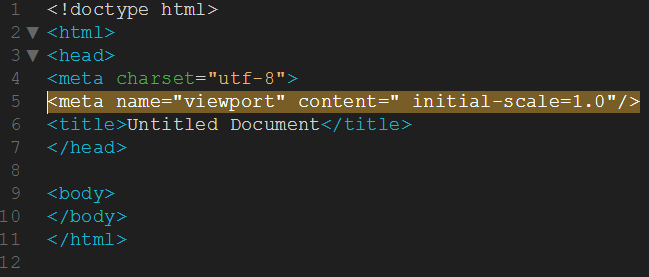 1 <!doctype html>
2 ▼ <html>
3 ▼ <head>
4 <meta charset="utf-8">
5 <meta name="viewport" content=" initial-scale=1.0"/>
6 <title>Untitled Document</title>
7 </head>
8
9 <body>
10 </body>
11 </html>
12